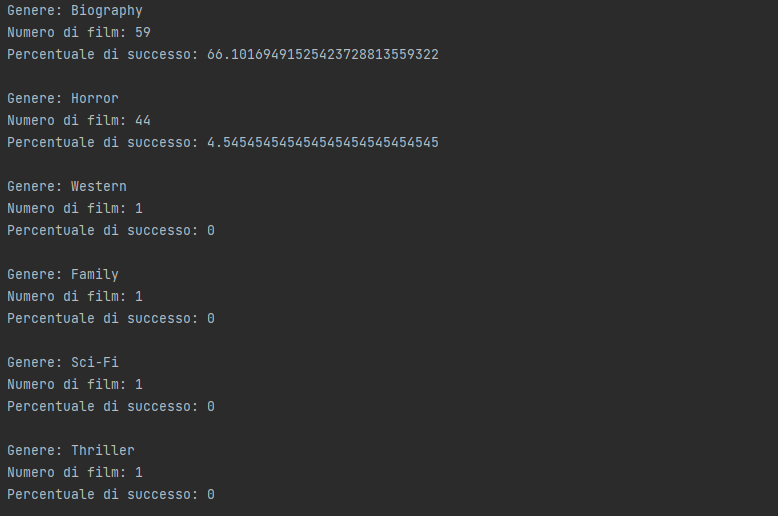 Genere: Biography
Numero di film: 59
Percentuale di successo: 66.10169491525423728813559322

Genere: Horror
Numero di film: 44
Percentuale di successo: 4.545454545454545454545454545

Genere: Western
Numero di film: 1
Percentuale di successo: 0

Genere: Family
Numero di film: 1
Percentuale di successo: 0

Genere: Sci-Fi
Numero di film: 1
Percentuale di successo: 0

Genere: Thriller
Numero di film: 1
Percentuale di successo: 0